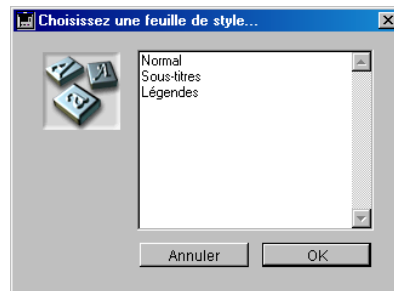 Choisissez une feuille de style...
Normal
Sous-titres
Légendes
Annuler
OK